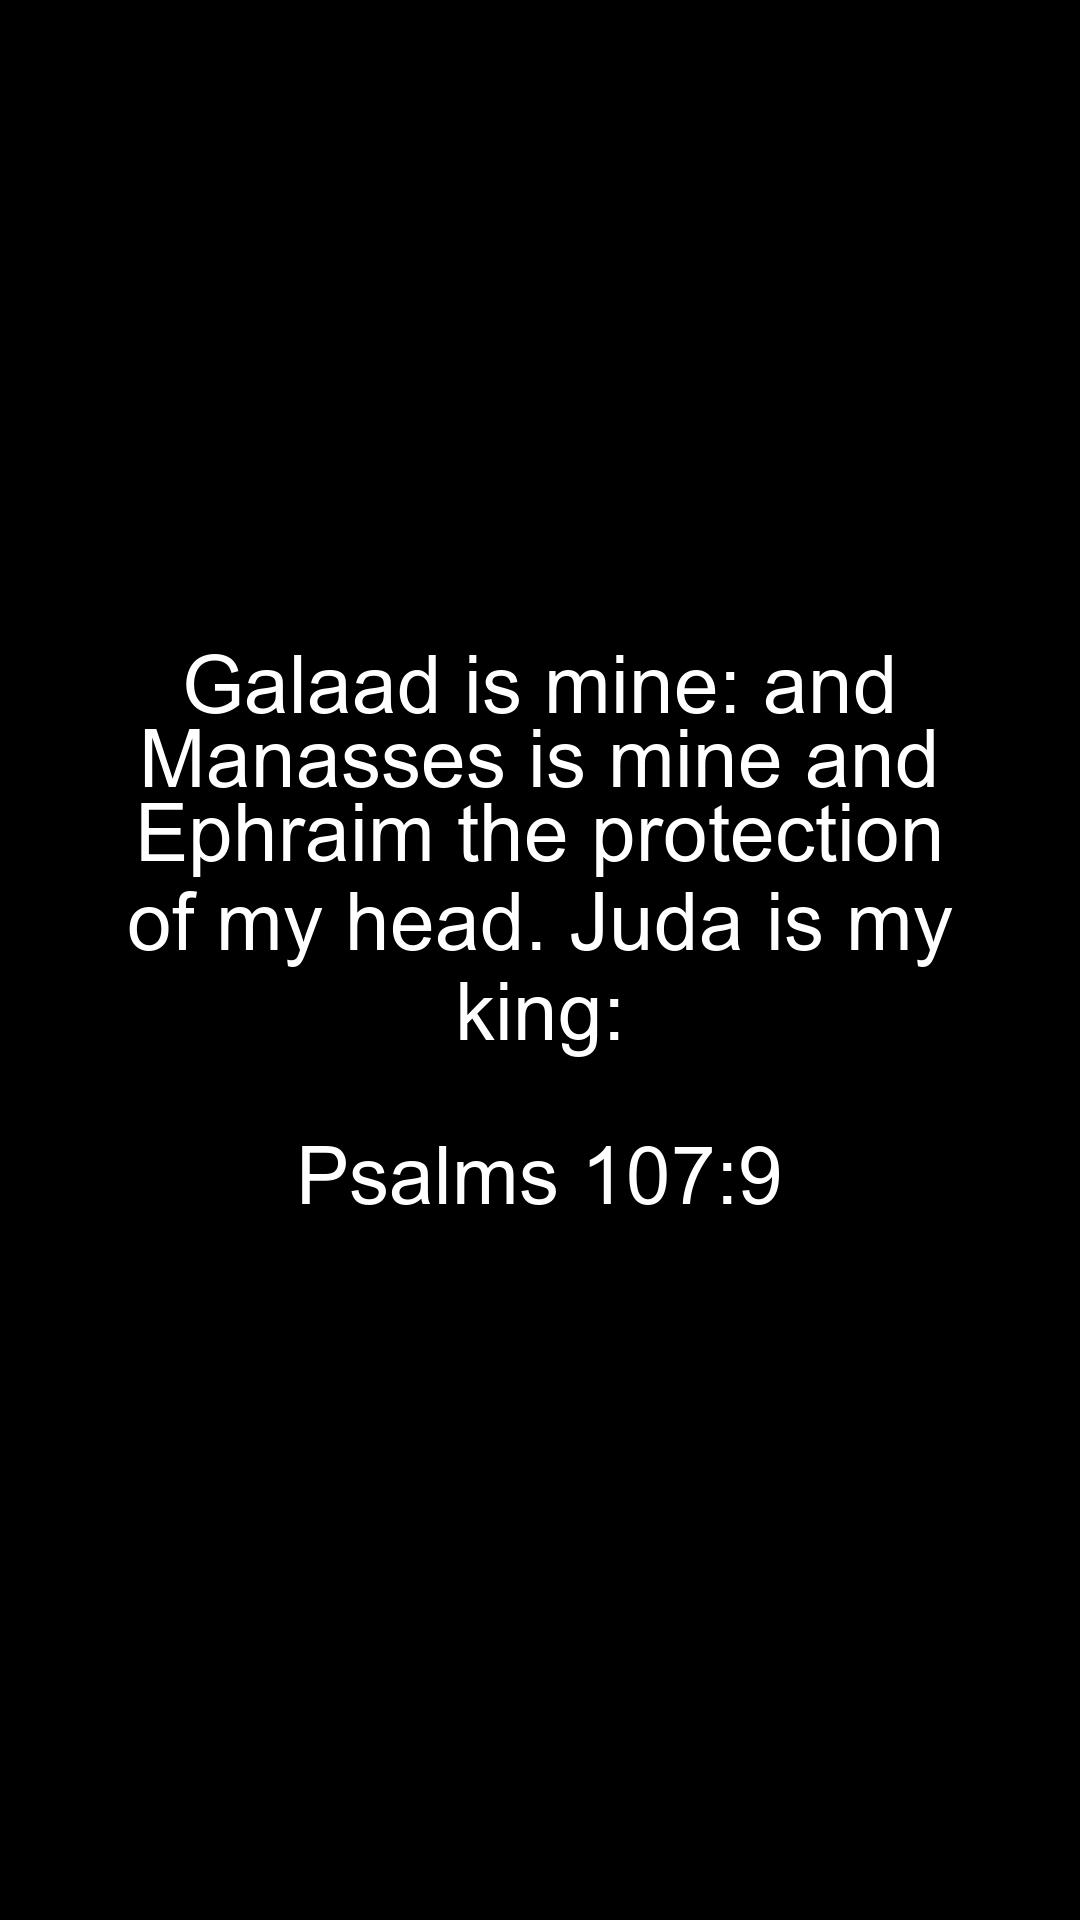 Galaad is mine: and
Manasses is mine and
Ephraim the protection
of my head. Juda is my
king:
Psalms 107:9